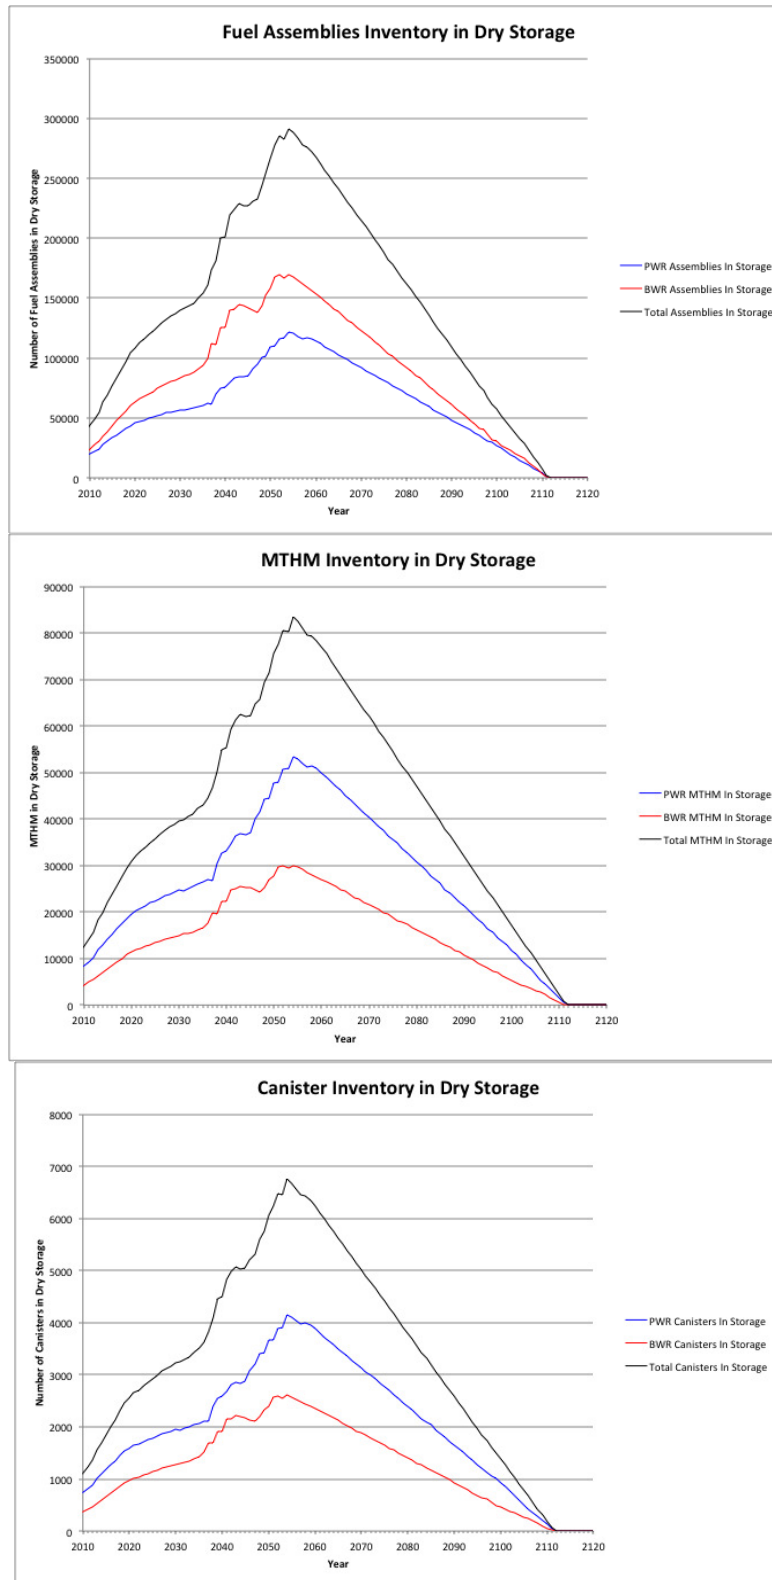 Fuel Assemblies Inventory in Dry Storage
350000
300000
250000
200000
150000
100000
50000
0
Number of Fuel Assemblies in Dry Storage
2010 2020 2030 2040 2050 2060 2070 2080 2090 2100 2110 2120
Year
PWR Assemblies In Storage
BWR Assemblies In Storage
Total Assemblies In Storage
MTHM Inventory in Dry Storage
90000
80000
70000
60000
50000
40000
30000
20000
10000
0
MTHM in Dry Storage
2010 2020 2030 2040 2050 2060 2070 2080 2090 2100 2110 2120
Year
PWR MTHM In Storage
BWR MTHM In Storage
Total MTHM In Storage
Canister Inventory in Dry Storage
8000
7000
6000
5000
4000
3000
2000
1000
0
Number of Canisters in Dry Storage
2010 2020 2030 2040 2050 2060 2070 2080 2090 2100 2110 2120
Year
PWR Canisters In Storage
BWR Canisters In Storage
Total Canisters In Storage